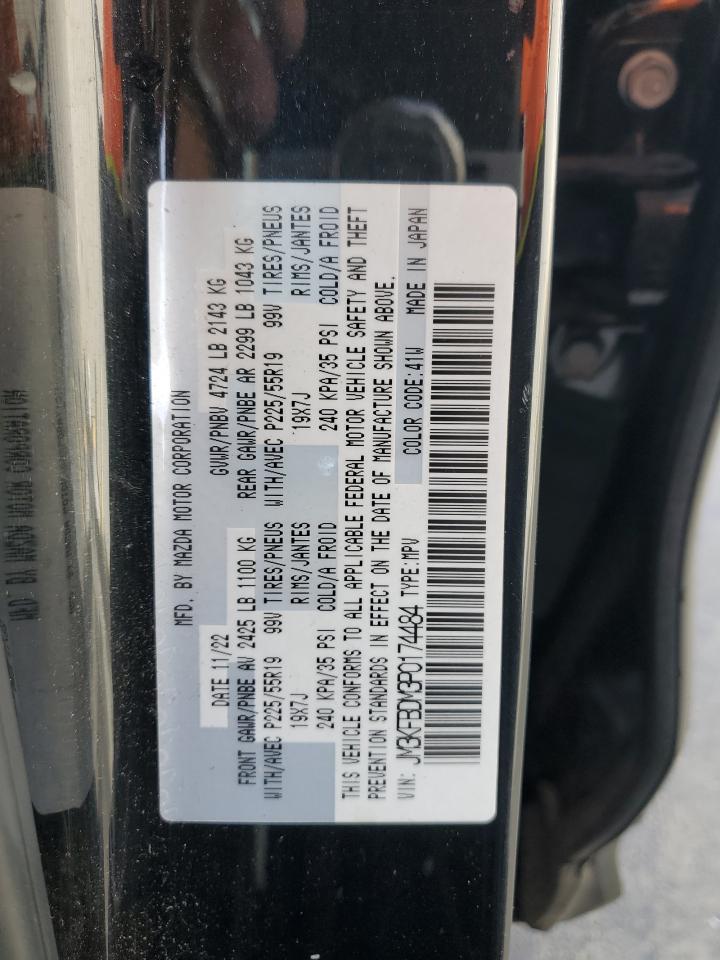 MFD. BY MAZDA MOTOR CORPORATION
DATE 11/22 GVWR/PNBV 4724 LB 2143 KG
FRONT GAWR/PNBE AV 2425 LB 1100 KG REAR GAWR/PNBE AR 2299 LB 1043 KG
WITH/AVEC P225/55R19 99V TIRES/PNEUS WITH/AVEC P225/55R19 99V TIRES/PNEUS
19X7J RIMS/JANTES 19X7J RIMS/JANTES
240 KPA/35 PSI COLD/A FROID 240 KPA/35 PSI COLD/A FROID
THIS VEHICLE CONFORMS TO ALL APPLICABLE FEDERAL MOTOR VEHICLE SAFETY AND THEFT
PREVENTION STANDARDS IN EFFECT ON THE DATE OF MANUFACTURE SHOWN ABOVE.
VIN: JM3KFBDM3P0174484 TYPE:MPV COLOR CODE:41W MADE IN JAPAN